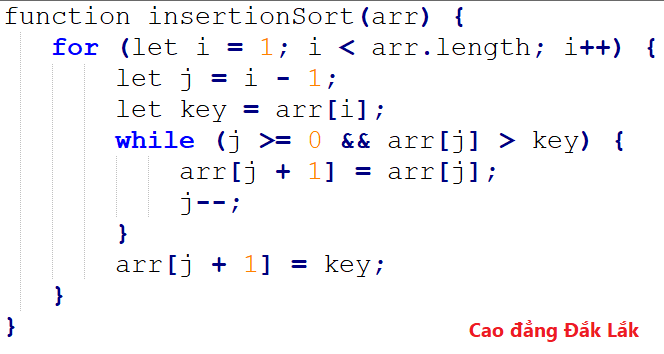 function insertionSort(arr) {
    for (let i = 1; i < arr.length; i++) {
        let j = i - 1;
        let key = arr[i];
        while (j >= 0 && arr[j] > key) {
            arr[j + 1] = arr[j];
            j--;
        }
        arr[j + 1] = key;
    }
}
Cao đẳng Đắk Lắk